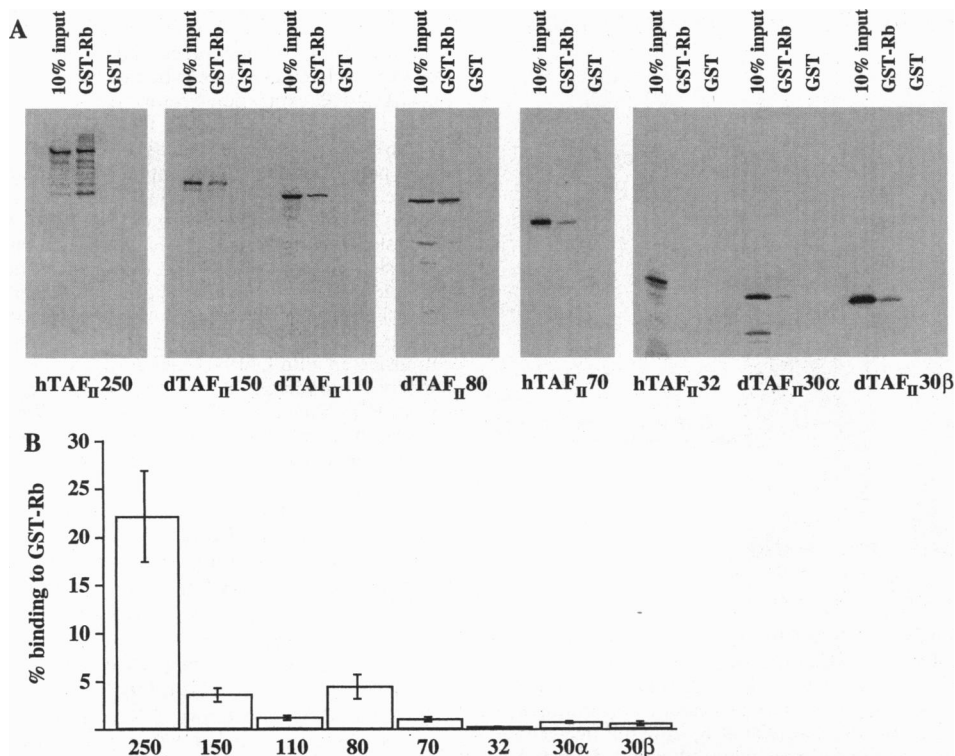 A
10% input
GST-Rb
GST
10% input
GST-Rb
GST
10% input
GST-Rb
GST
10% input
GST-Rb
GST
10% input
GST-Rb
GST
10% input
GST-Rb
GST
10% input
GST-Rb
GST
10% input
GST-Rb
GST
hTAFII250
dTAFII150
dTAFII110
dTAFII80
hTAFII70
hTAFII32
dTAFII30α
dTAFII30β
B
% binding to GST-Rb
30
25
20
15
10
5
250 150 110 80 70 32 30α 30β